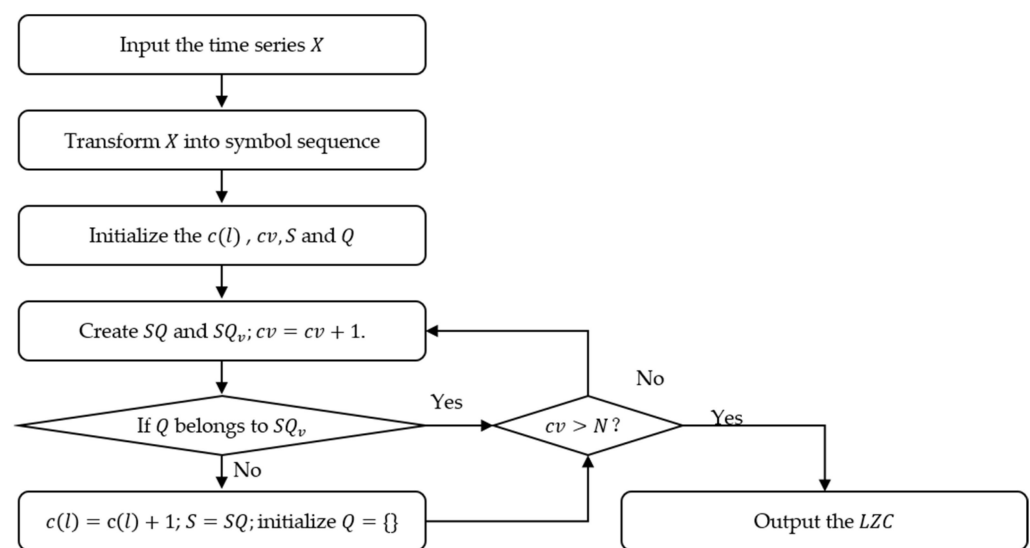 Input the time series X
Transform X into symbol sequence
Initialize the c(l) , cv, S and Q
Create SQ and SQᵥ; cv = cv + 1.
If Q belongs to SQᵥ
Yes
cv > N?
No
Yes
No
c(l) = c(l) + 1; S = SQ; initialize Q = {}
Output the LZC